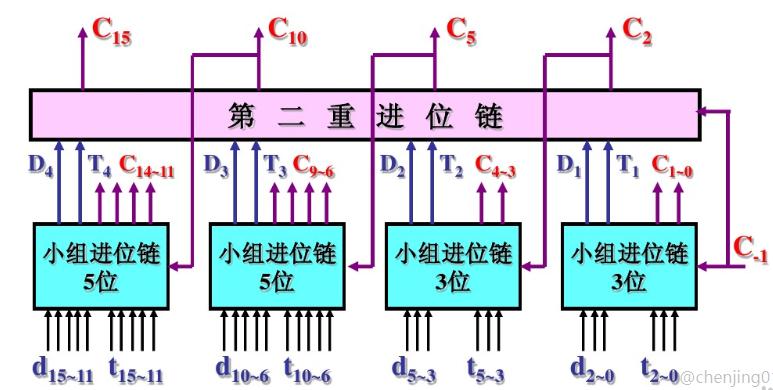 C15 C10 C5 C2
第二重进位链
D4 T4 C14~11 D3 T3 C9~6 D2 T2 C4~3 D1 T1 C1~0
小组进位链 小组进位链 小组进位链 小组进位链 C-1
5位 5位 3位 3位
d15~11 t15~11 d10~6 t10~6 d5~3 t5~3 d2~0 t2~0
@chenjing0